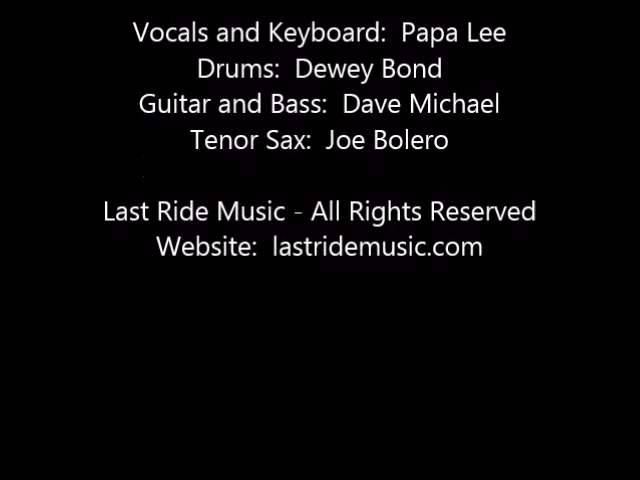 Vocals and Keyboard:  Papa Lee
Drums:  Dewey Bond
Guitar and Bass:  Dave Michael
Tenor Sax:  Joe Bolero
Last Ride Music - All Rights Reserved
Website:  lastridemusic.com